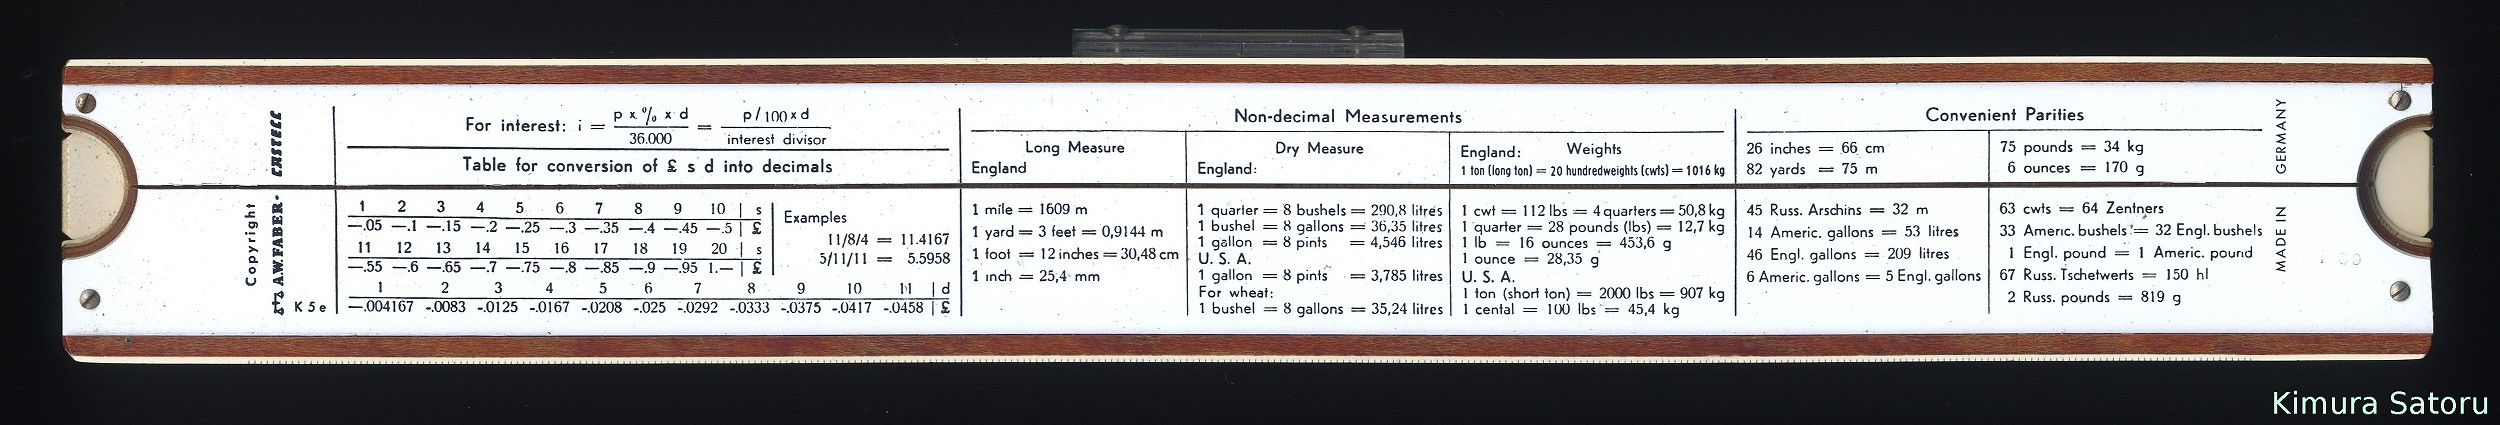 CASTELL
A.W.FABER-
Copyright
K 5 e
For interest: i = p x % x d / 36.000 = p/100 x d / interest divisor
Table for conversion of £ s d into decimals
1 2 3 4 5 6 7 8 9 10 | s
—.05 —.1 —.15 —.2 —.25 —.3 —.35 —.4 —.45 —.5 | £
11 12 13 14 15 16 17 18 19 20 | s
—.55 —.6 —.65 —.7 —.75 —.8 —.85 —.9 —.95 1.— | £
1 2 3 4 5 6 7 8 9 10 11 | d
—.004167 -.0083 -.0125 -.0167 -.0208 -.025 -.0292 -.0333 -.0375 -.0417 -.0458 | £
Examples
11/8/4 = 11.4167
5/11/11 = 5.5958
Non-decimal Measurements
Long Measure
England
1 mile = 1609 m
1 yard = 3 feet = 0,9144 m
1 foot = 12 inches = 30,48 cm
1 inch = 25,4 mm
Dry Measure
England:
1 quarter = 8 bushels = 290,8 litres
1 bushel = 8 gallons = 36,35 litres
1 gallon = 8 pints = 4,546 litres
U. S. A.
1 gallon = 8 pints = 3,785 litres
For wheat:
1 bushel = 8 gallons = 35,24 litres
England: Weights
1 ton (long ton) = 20 hundredweights (cwts) = 1016 kg
1 cwt = 112 lbs = 4 quarters = 50,8 kg
1 quarter = 28 pounds (lbs) = 12,7 kg
1 lb = 16 ounces = 453,6 g
1 ounce = 28,35 g
U. S. A.
1 ton (short ton) = 2000 lbs = 907 kg
1 cental = 100 lbs = 45,4 kg
Convenient Parities
26 inches = 66 cm
82 yards = 75 m
45 Russ. Arschins = 32 m
14 Americ. gallons = 53 litres
46 Engl. gallons = 209 litres
6 Americ. gallons = 5 Engl. gallons
75 pounds = 34 kg
6 ounces = 170 g
63 cwts = 64 Zentners
33 Americ. bushels = 32 Engl. bushels
1 Engl. pound = 1 Americ. pound
67 Russ. Tschetwerts = 150 hl
2 Russ. pounds = 819 g
MADE IN GERMANY
Kimura Satoru